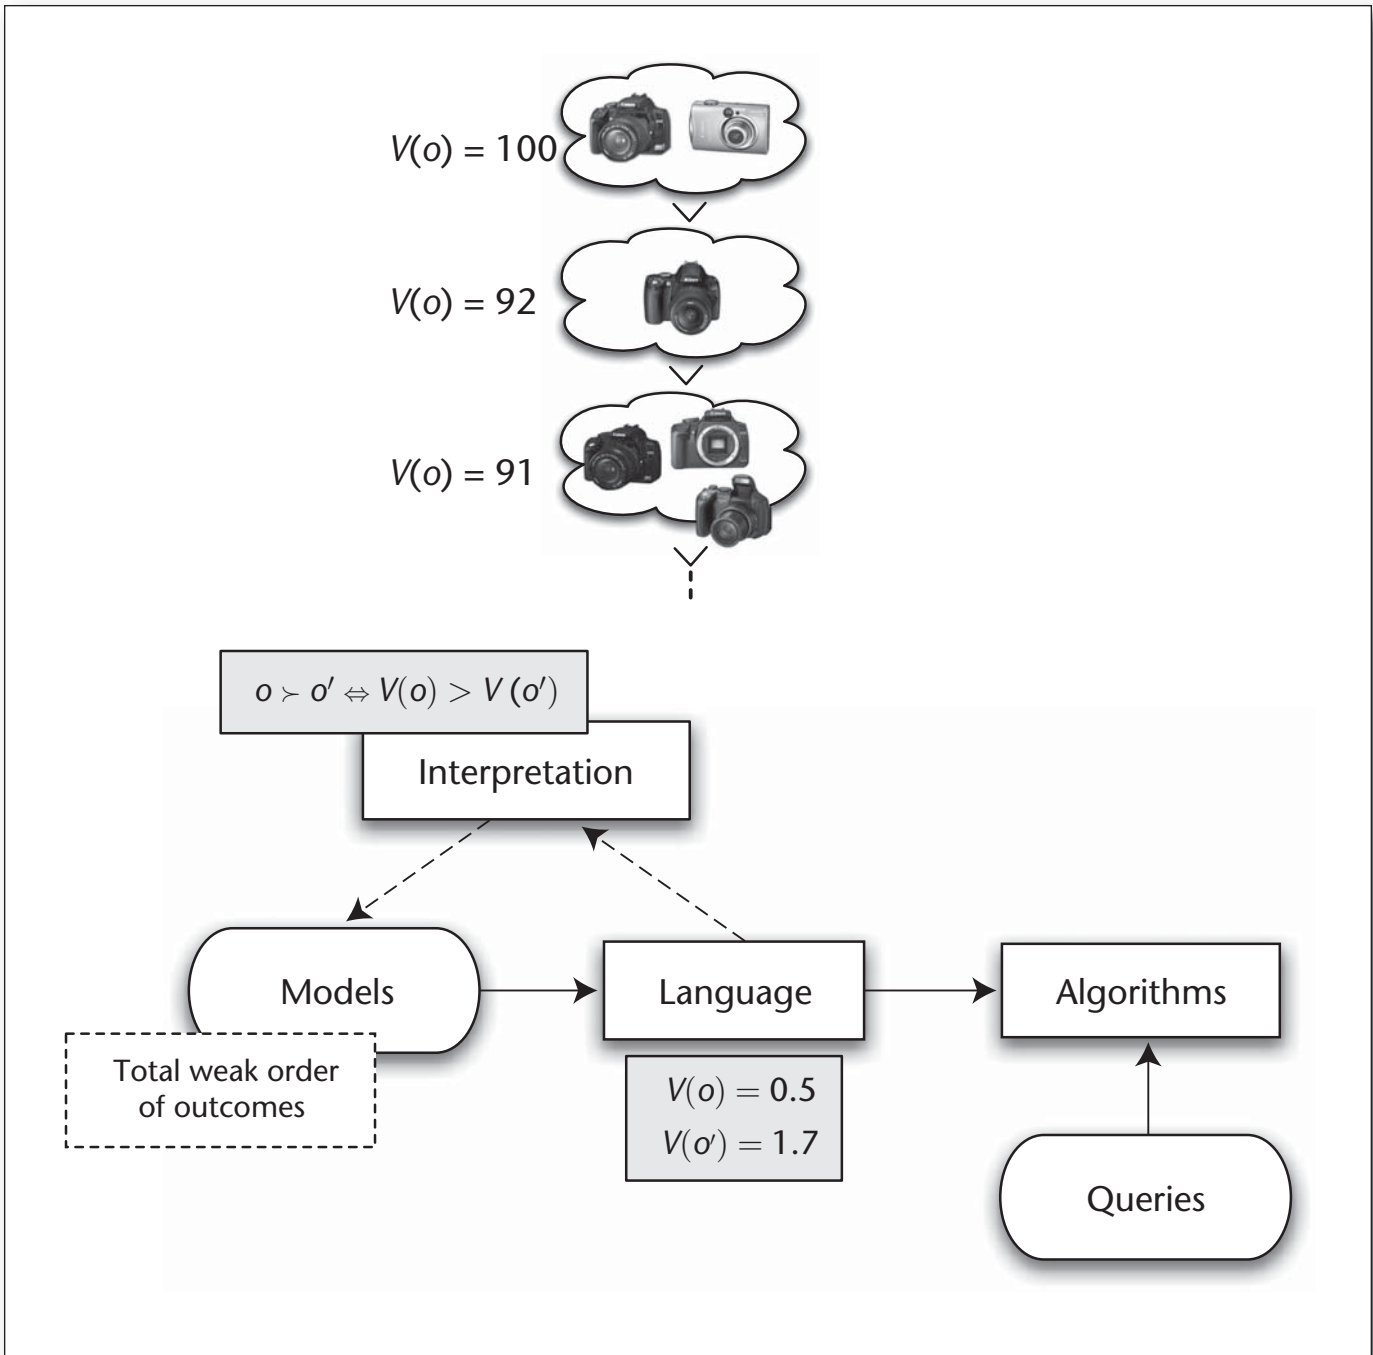 V(o) = 100
V(o) = 92
V(o) = 91
o ≻ o′ ⇔ V(o) > V (o′)
Interpretation
Models
Language
Algorithms
Total weak order
of outcomes
V(o) = 0.5
V(o′) = 1.7
Queries